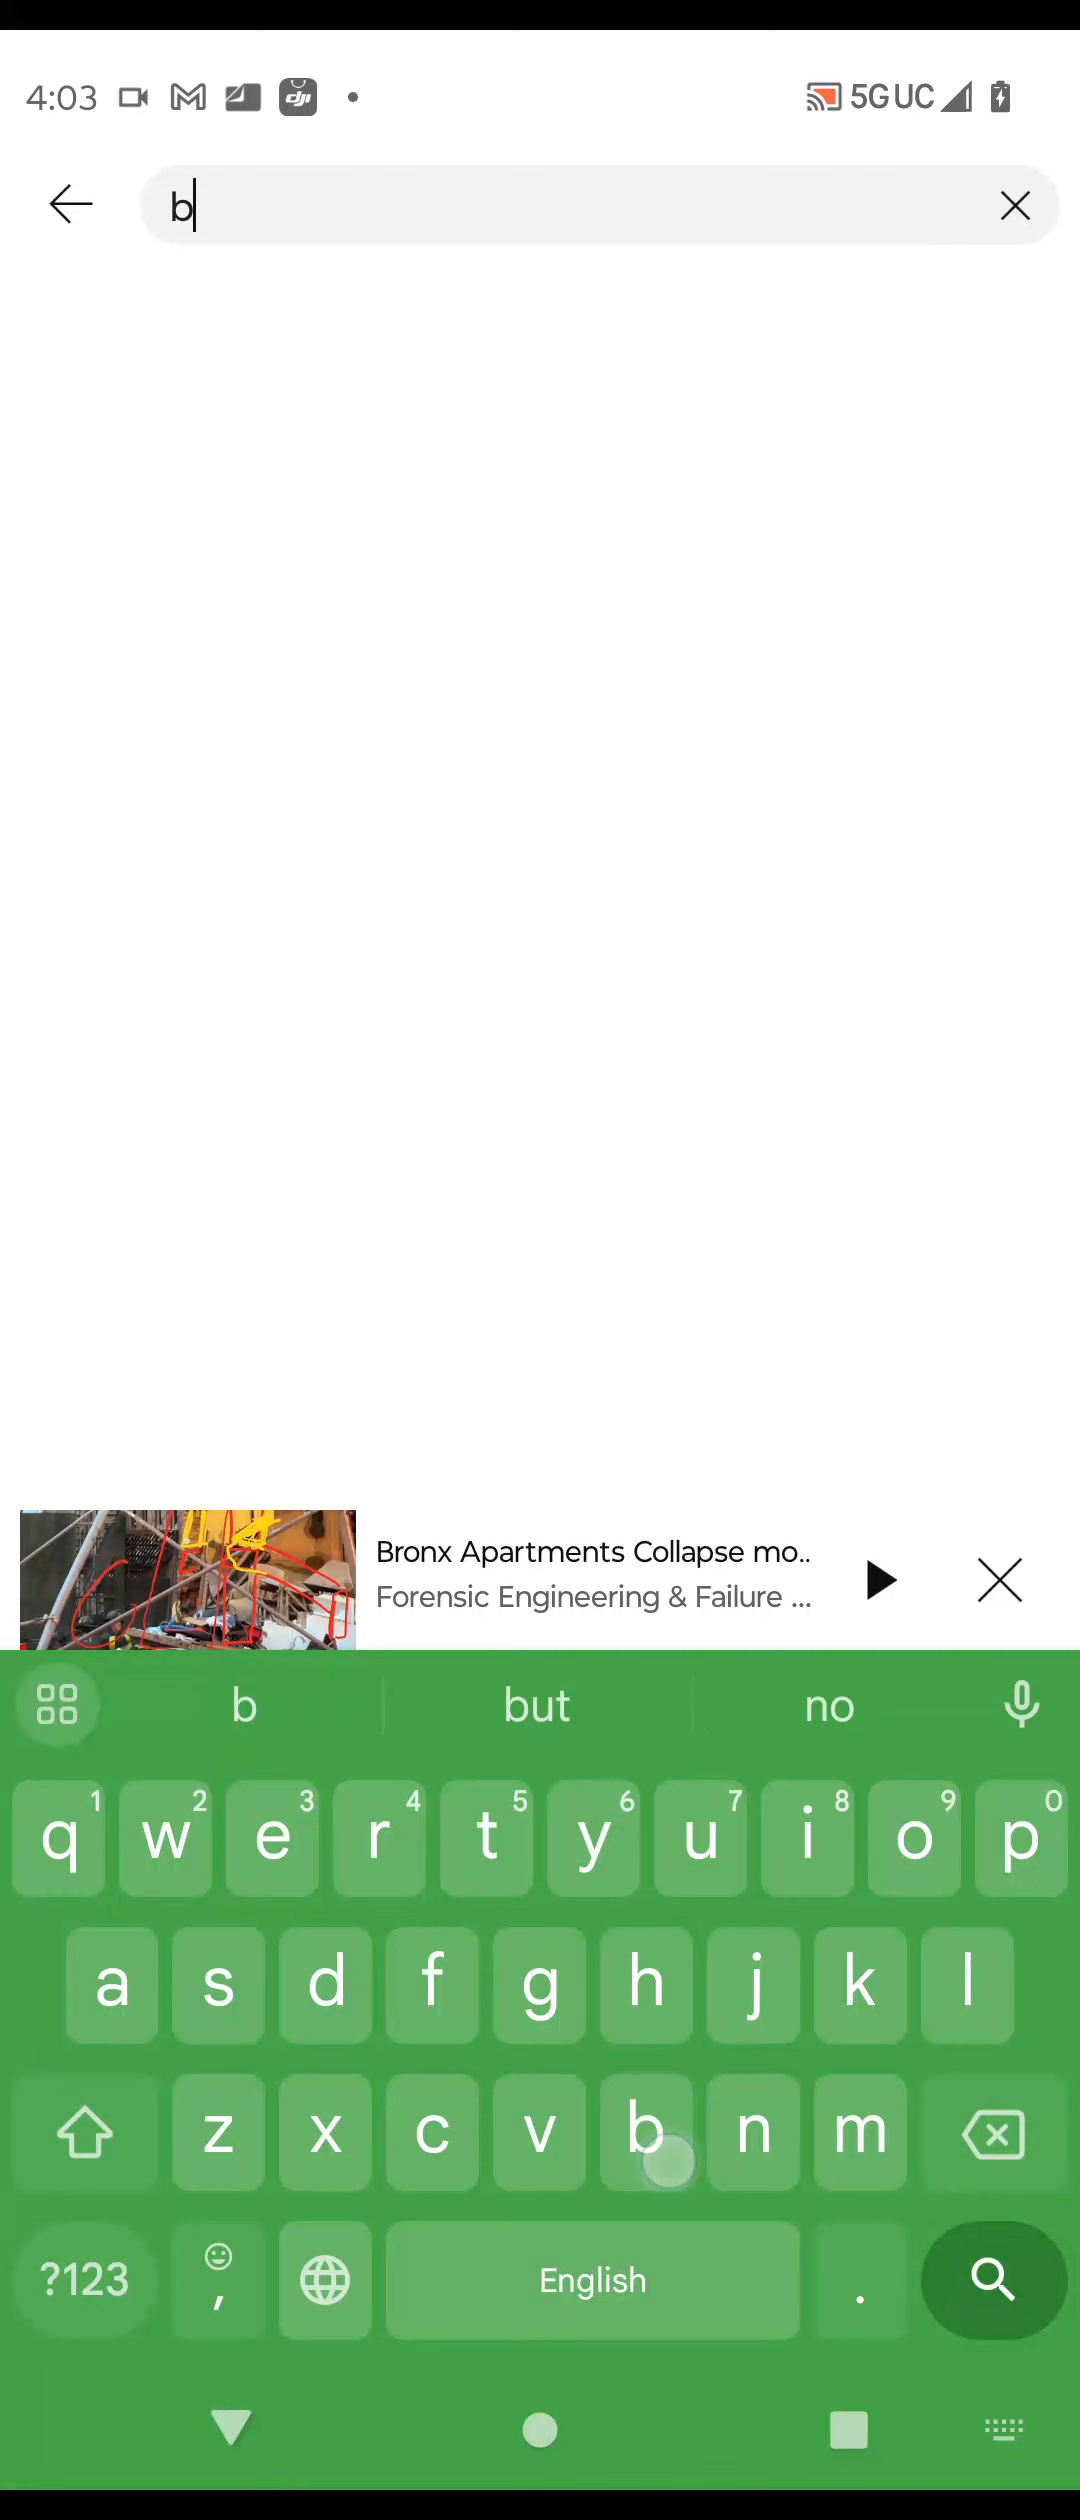 4:03
dji
5G UC
b
Bronx Apartments Collapse mo..
Forensic Engineering & Failure ...
b but no
1 2 3 4 5 6 7 8 9 0
q w e r t y u i o p
a s d f g h j k l
z x c v b n m
?123 , English .